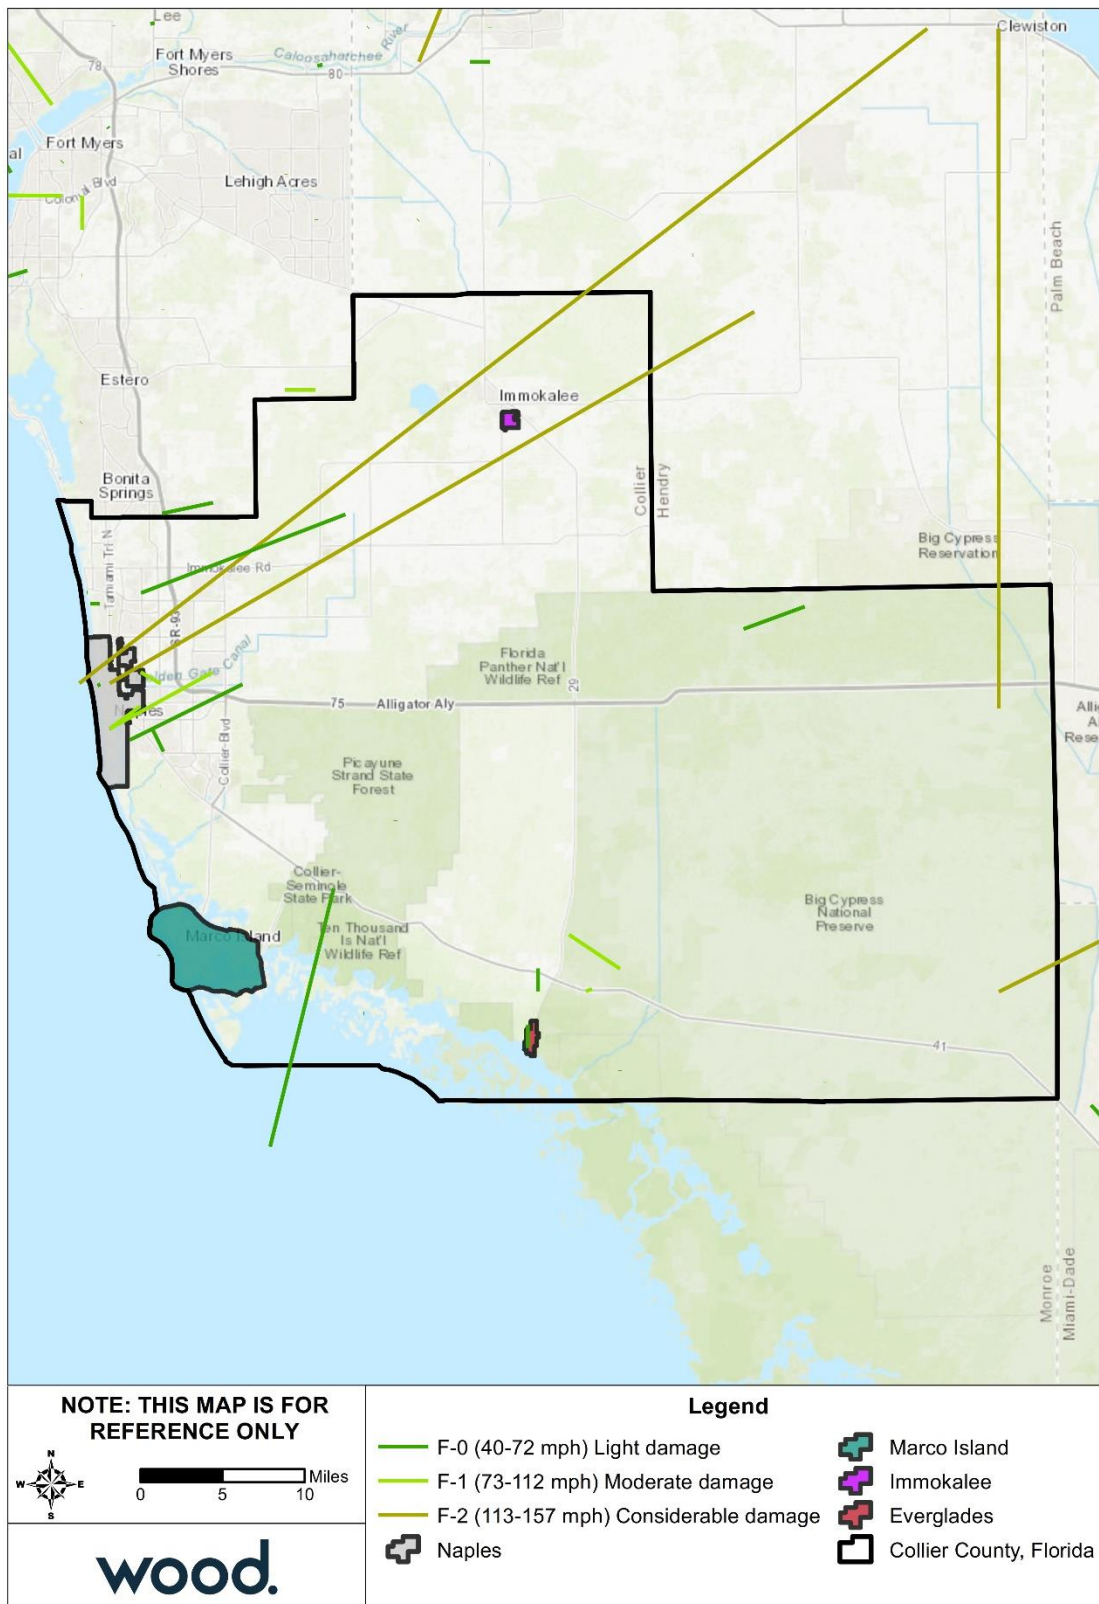 Lee
Clewiston
Fort Myers
Shores
Caloosahatchee
River
78
80
Fort Myers
al
Colonial Blvd
Lehigh Acres
Palm Beach
Estero
Immokalee
Bonita
Springs
Collier
Hendry
Tamiami Trl N
Big Cypress
Reservation
Immokalee Rd
SR-93
Florida
Panther Nat'l
Wildlife Ref
lden Gate Canal
29
75
Alligator Aly
Naples
Collier-Blvd
Picayune
Strand State
Forest
Collier-
Seminole
State Park
Big Cypress
National
Preserve
Marco Island
Ten Thousand
Is Nat'l
Wildlife Ref
41
Monroe
Miami-Dade
NOTE: THIS MAP IS FOR
REFERENCE ONLY
N
W
E
S
Miles
0 5 10
wood.
Legend
F-0 (40-72 mph) Light damage
F-1 (73-112 mph) Moderate damage
F-2 (113-157 mph) Considerable damage
Naples
Marco Island
Immokalee
Everglades
Collier County, Florida